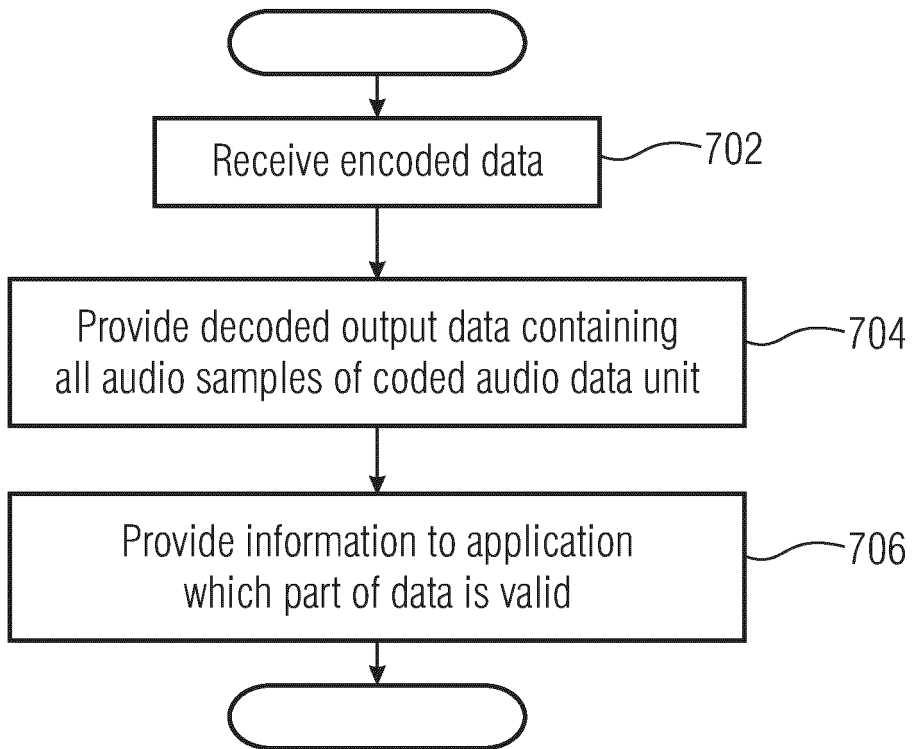 Receive encoded data
702
Provide decoded output data containing
all audio samples of coded audio data unit
704
Provide information to application
which part of data is valid
706